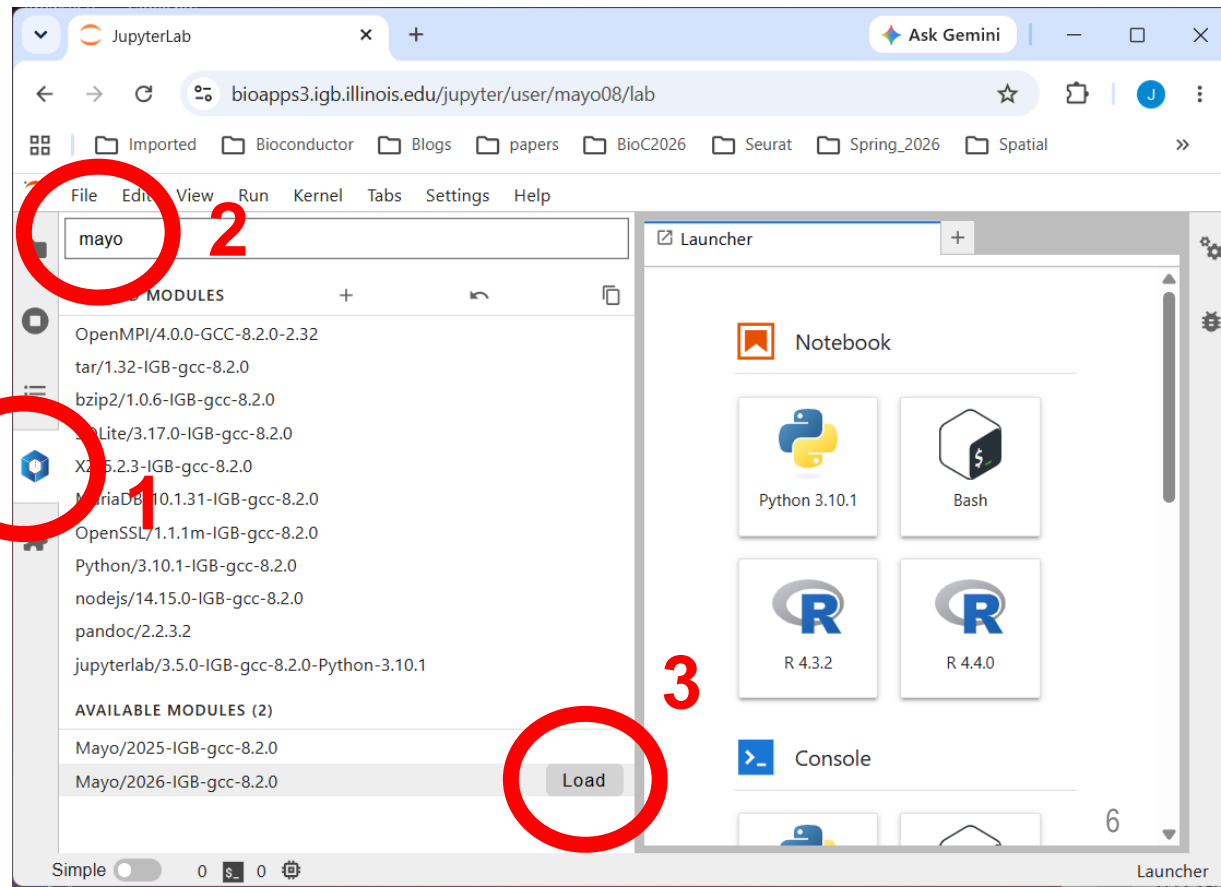 JupyterLab
Ask Gemini
bioapps3.igb.illinois.edu/jupyter/user/mayo08/lab
J
Imported Bioconductor Blogs papers BioC2026 Seurat Spring_2026 Spatial
File Edit View Run Kernel Tabs Settings Help
mayo
2
MODULES
OpenMPI/4.0.0-GCC-8.2.0-2.32
tar/1.32-IGB-gcc-8.2.0
bzip2/1.0.6-IGB-gcc-8.2.0
SQLite/3.17.0-IGB-gcc-8.2.0
-IGB-gcc-8.2.0
1
MariaDB/10.1.31-IGB-gcc-8.2.0
OpenSSL/1.1.1m-IGB-gcc-8.2.0
Python/3.10.1-IGB-gcc-8.2.0
nodejs/14.15.0-IGB-gcc-8.2.0
pandoc/2.2.3.2
jupyterlab/3.5.0-IGB-gcc-8.2.0-Python-3.10.1
AVAILABLE MODULES (2)
Mayo/2025-IGB-gcc-8.2.0
Mayo/2026-IGB-gcc-8.2.0
Load
3
Launcher
Notebook
Python 3.10.1
Bash
$_
R
R
R 4.3.2
R 4.4.0
Console
6
Simple 0 $_ 0
Launcher